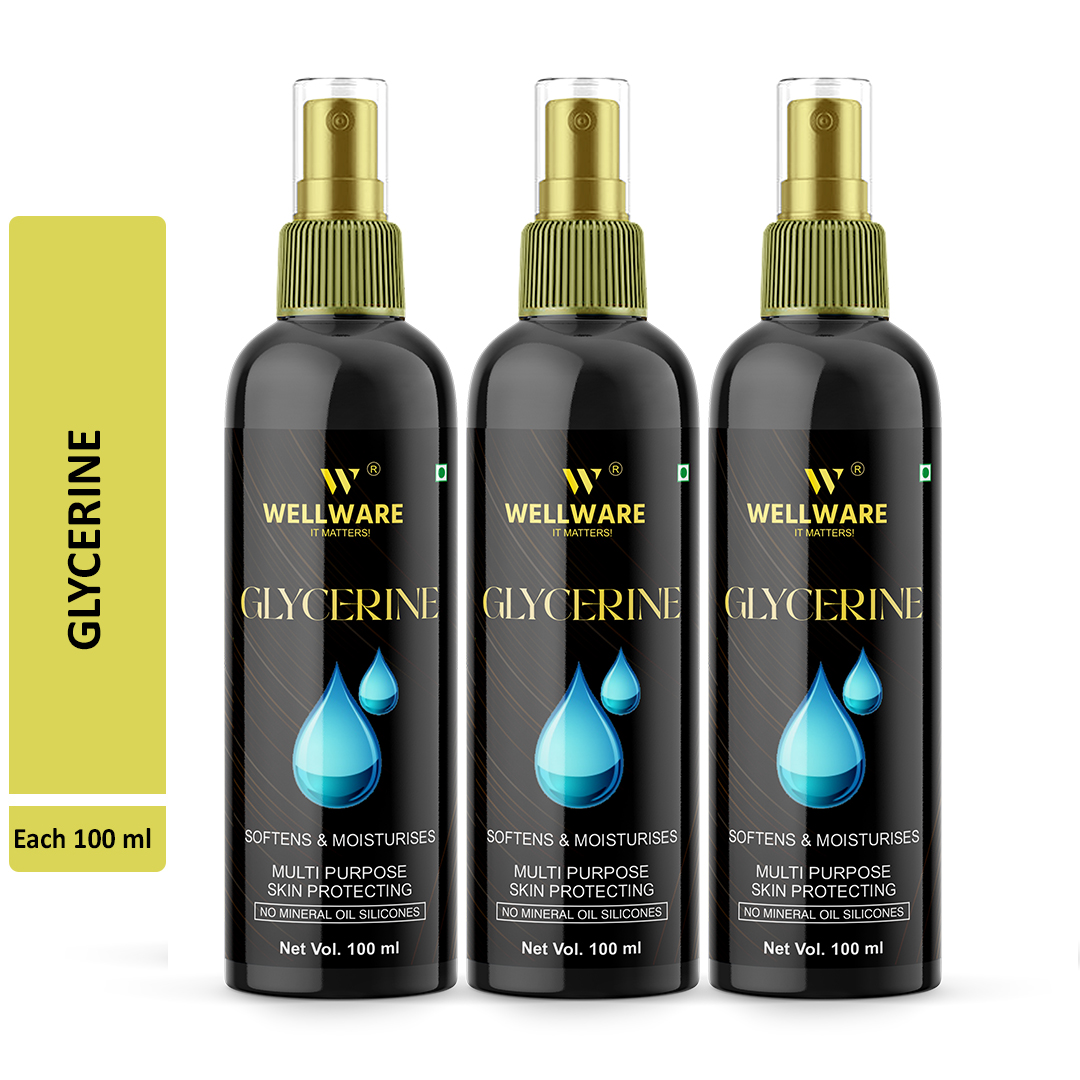 GLYCERINE
Each 100 ml
W ®
WELLWARE
IT MATTERS!
GLYCERINE
SOFTENS & MOISTURISES
MULTI PURPOSE
SKIN PROTECTING
NO MINERAL OIL SILICONES
Net Vol. 100 ml
W ®
WELLWARE
IT MATTERS!
GLYCERINE
SOFTENS & MOISTURISES
MULTI PURPOSE
SKIN PROTECTING
NO MINERAL OIL SILICONES
Net Vol. 100 ml
W ®
WELLWARE
IT MATTERS!
GLYCERINE
SOFTENS & MOISTURISES
MULTI PURPOSE
SKIN PROTECTING
NO MINERAL OIL SILICONES
Net Vol. 100 ml